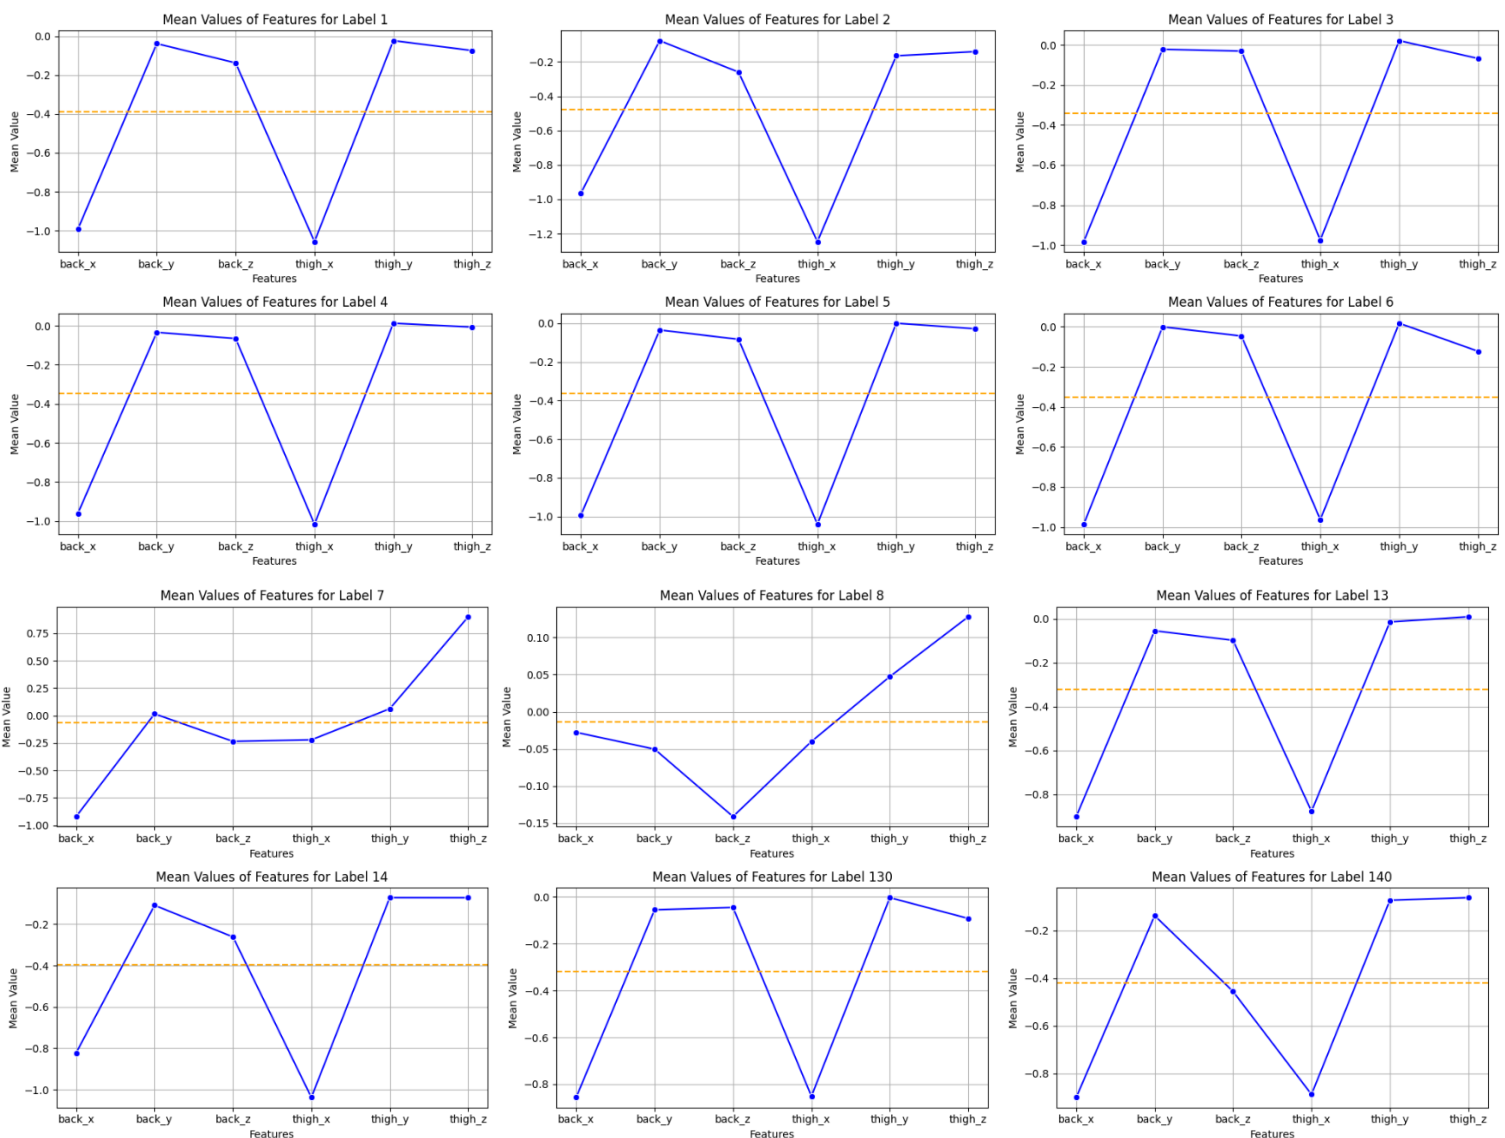 Mean Values of Features for Label 1
Mean Value
0.0
−0.2
−0.4
−0.6
−0.8
−1.0
back_x back_y back_z thigh_x thigh_y thigh_z
Features
Mean Values of Features for Label 2
Mean Value
−0.2
−0.4
−0.6
−0.8
−1.0
−1.2
back_x back_y back_z thigh_x thigh_y thigh_z
Features
Mean Values of Features for Label 3
Mean Value
0.0
−0.2
−0.4
−0.6
−0.8
−1.0
back_x back_y back_z thigh_x thigh_y thigh_z
Features
Mean Values of Features for Label 4
Mean Value
0.0
−0.2
−0.4
−0.6
−0.8
−1.0
back_x back_y back_z thigh_x thigh_y thigh_z
Features
Mean Values of Features for Label 5
Mean Value
0.0
−0.2
−0.4
−0.6
−0.8
−1.0
back_x back_y back_z thigh_x thigh_y thigh_z
Features
Mean Values of Features for Label 6
Mean Value
0.0
−0.2
−0.4
−0.6
−0.8
−1.0
back_x back_y back_z thigh_x thigh_y thigh_z
Features
Mean Values of Features for Label 7
Mean Value
0.75
0.50
0.25
0.00
−0.25
−0.50
−0.75
−1.00
back_x back_y back_z thigh_x thigh_y thigh_z
Features
Mean Values of Features for Label 8
Mean Value
0.10
0.05
0.00
−0.05
−0.10
−0.15
back_x back_y back_z thigh_x thigh_y thigh_z
Features
Mean Values of Features for Label 13
Mean Value
0.0
−0.2
−0.4
−0.6
−0.8
back_x back_y back_z thigh_x thigh_y thigh_z
Features
Mean Values of Features for Label 14
Mean Value
−0.2
−0.4
−0.6
−0.8
−1.0
back_x back_y back_z thigh_x thigh_y thigh_z
Features
Mean Values of Features for Label 130
Mean Value
0.0
−0.2
−0.4
−0.6
−0.8
back_x back_y back_z thigh_x thigh_y thigh_z
Features
Mean Values of Features for Label 140
Mean Value
−0.2
−0.4
−0.6
−0.8
back_x back_y back_z thigh_x thigh_y thigh_z
Features